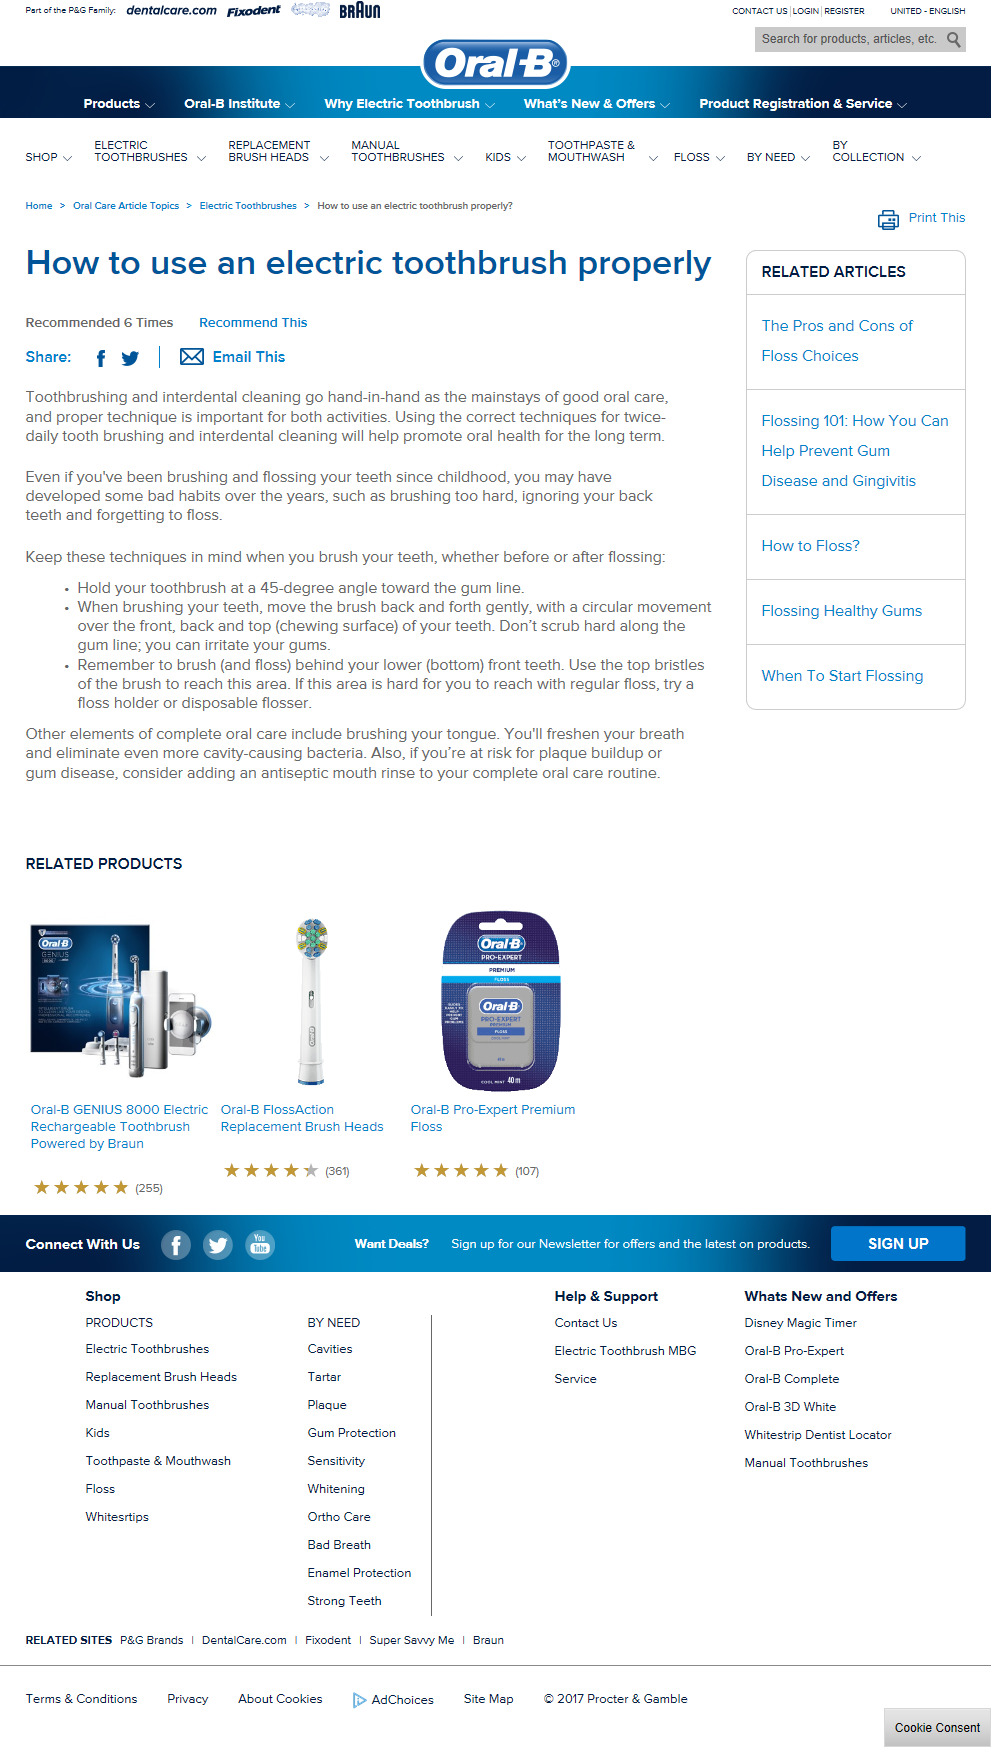 Part of the P&G Family: dentalcare.com Fixodent BRAUN
CONTACT US | LOGIN | REGISTER UNITED - ENGLISH
Search for products, articles, etc.
Oral-B®
Products Oral-B Institute Why Electric Toothbrush What's New & Offers Product Registration & Service
SHOP
ELECTRIC
TOOTHBRUSHES
REPLACEMENT
BRUSH HEADS
MANUAL
TOOTHBRUSHES
KIDS
TOOTHPASTE &
MOUTHWASH
FLOSS
BY NEED
BY
COLLECTION
Home > Oral Care Article Topics > Electric Toothbrushes > How to use an electric toothbrush properly?
Print This
How to use an electric toothbrush properly
Recommended 6 Times Recommend This
Share: Email This
Toothbrushing and interdental cleaning go hand-in-hand as the mainstays of good oral care,
and proper technique is important for both activities. Using the correct techniques for twice-
daily tooth brushing and interdental cleaning will help promote oral health for the long term.
Even if you've been brushing and flossing your teeth since childhood, you may have
developed some bad habits over the years, such as brushing too hard, ignoring your back
teeth and forgetting to floss.
Keep these techniques in mind when you brush your teeth, whether before or after flossing:
• Hold your toothbrush at a 45-degree angle toward the gum line.
• When brushing your teeth, move the brush back and forth gently, with a circular movement
over the front, back and top (chewing surface) of your teeth. Don't scrub hard along the
gum line; you can irritate your gums.
• Remember to brush (and floss) behind your lower (bottom) front teeth. Use the top bristles
of the brush to reach this area. If this area is hard for you to reach with regular floss, try a
floss holder or disposable flosser.
Other elements of complete oral care include brushing your tongue. You'll freshen your breath
and eliminate even more cavity-causing bacteria. Also, if you're at risk for plaque buildup or
gum disease, consider adding an antiseptic mouth rinse to your complete oral care routine.
RELATED ARTICLES
The Pros and Cons of
Floss Choices
Flossing 101: How You Can
Help Prevent Gum
Disease and Gingivitis
How to Floss?
Flossing Healthy Gums
When To Start Flossing
RELATED PRODUCTS
Oral-B
GENIUS
Oral-B
Oral-B
PRO-EXPERT
PREMIUM
FLOSS
Oral-B
PRO-EXPERT
PREMIUM
FLOSS
COOL MINT 40 m
Oral-B GENIUS 8000 Electric
Rechargeable Toothbrush
Powered by Braun
(255)
Oral-B FlossAction
Replacement Brush Heads
(361)
Oral-B Pro-Expert Premium
Floss
(107)
Connect With Us You Tube Want Deals? Sign up for our Newsletter for offers and the latest on products. SIGN UP
Shop
PRODUCTS
Electric Toothbrushes
Replacement Brush Heads
Manual Toothbrushes
Kids
Toothpaste & Mouthwash
Floss
Whitesrtips
BY NEED
Cavities
Tartar
Plaque
Gum Protection
Sensitivity
Whitening
Ortho Care
Bad Breath
Enamel Protection
Strong Teeth
Help & Support
Contact Us
Electric Toothbrush MBG
Service
Whats New and Offers
Disney Magic Timer
Oral-B Pro-Expert
Oral-B Complete
Oral-B 3D White
Whitestrip Dentist Locator
Manual Toothbrushes
RELATED SITES P&G Brands | DentalCare.com | Fixodent | Super Savvy Me | Braun
Terms & Conditions Privacy About Cookies AdChoices Site Map © 2017 Procter & Gamble
Cookie Consent